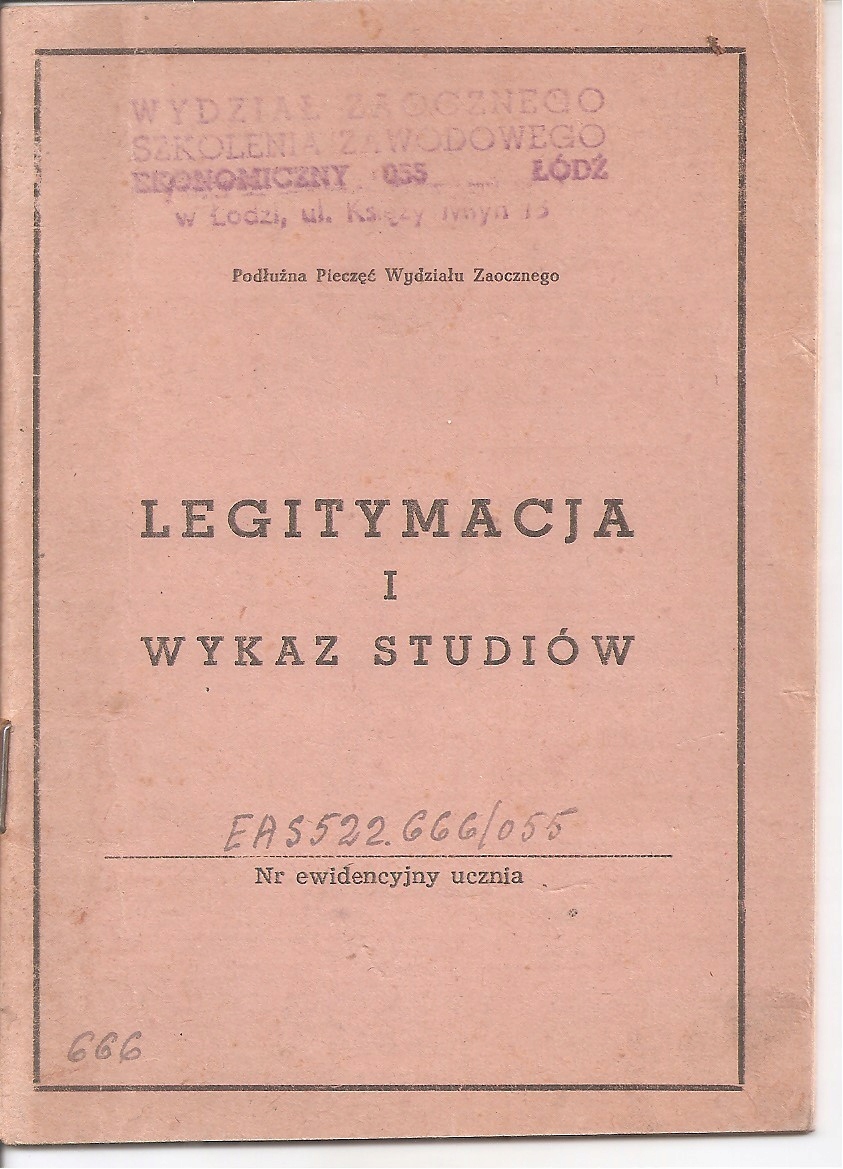 WYDZIAŁ ZAOCZNEGO
SZKOLENIA ZAWODOWEGO
EKONOMICZNY 055 ŁÓDŹ
w Łodzi, ul. Księży Młyn 13
Podłużna Pieczęć Wydziału Zaocznego
LEGITYMACJA
I
WYKAZ STUDIÓW
EAS522.666/055
Nr ewidencyjny ucznia
666